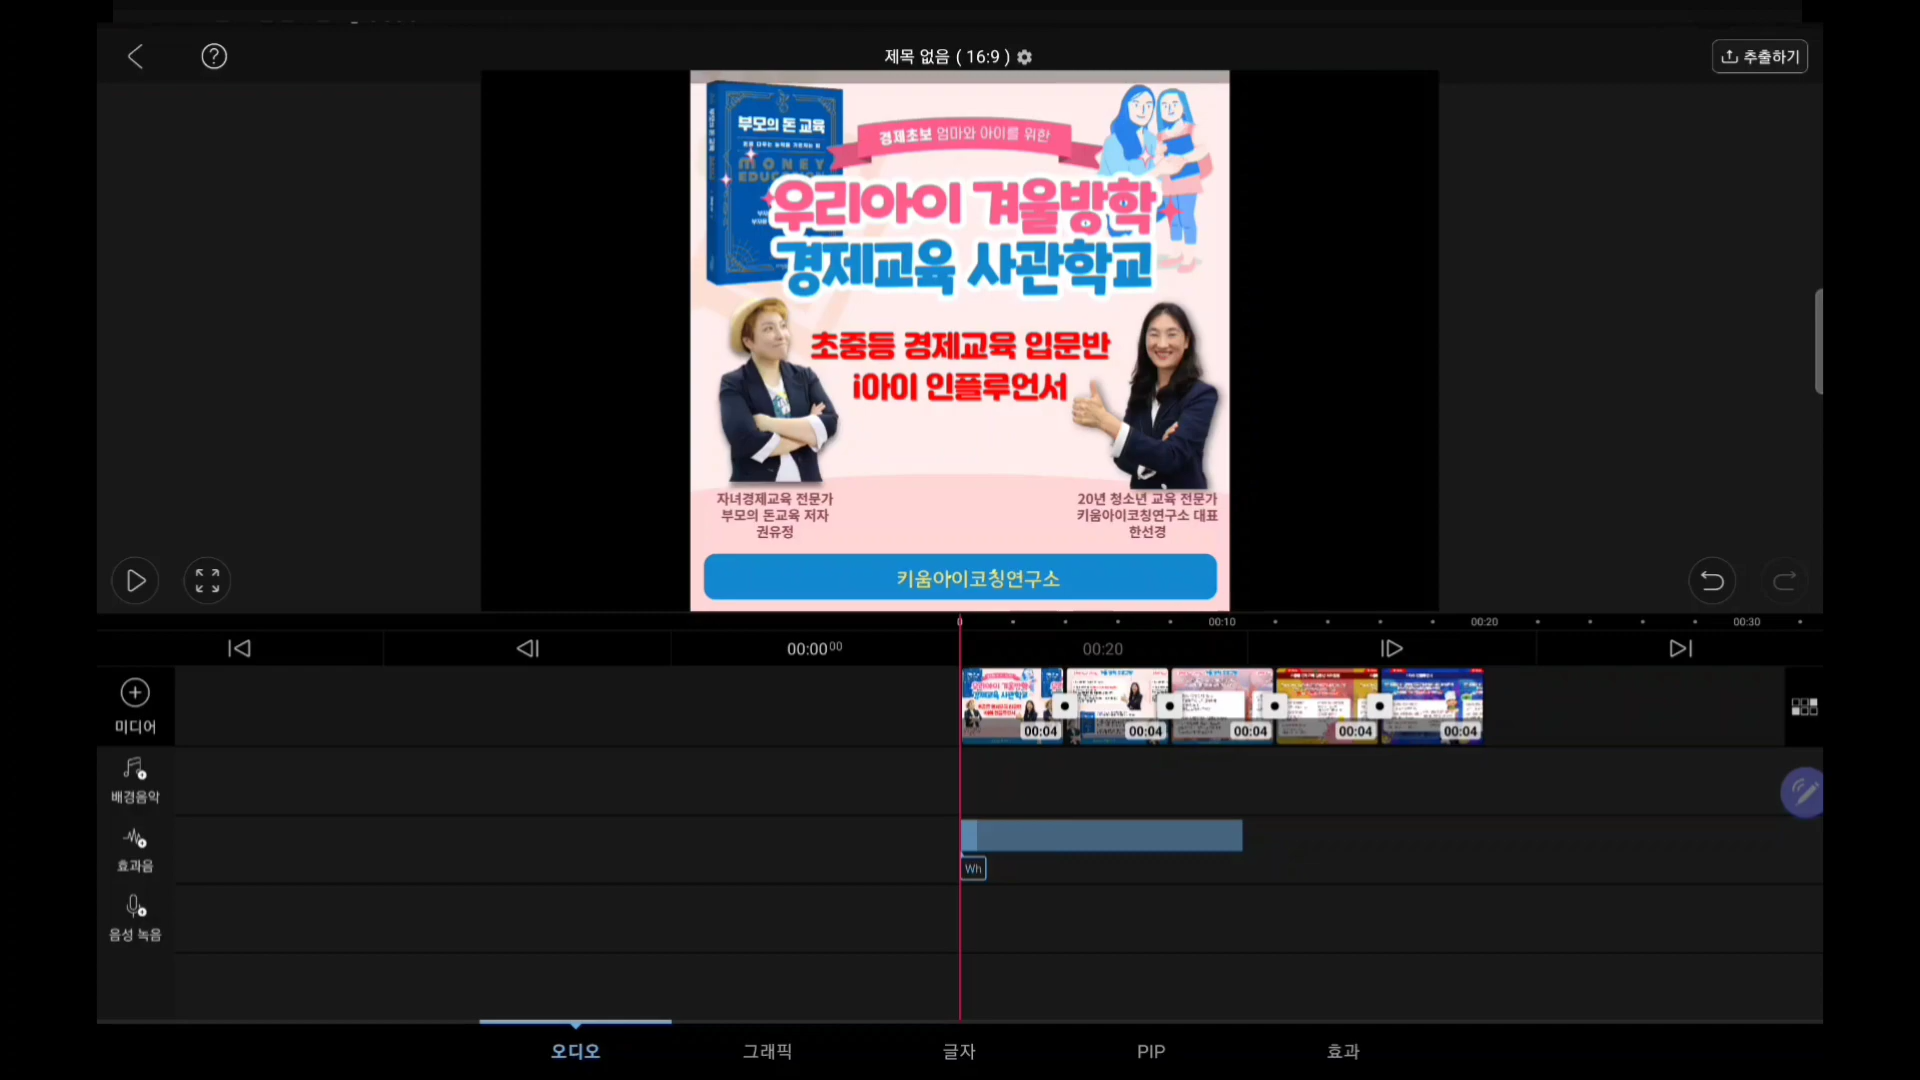 제목 없음 ( 16:9 )
추출하기
부모의 돈 교육
MONEY
EDUCATION
경제초보 엄마와 아이를 위한
우리아이 겨울방학
경제교육 사관학교
초중등 경제교육 입문반
i아이 인플루언서
자녀경제교육 전문가
부모의 돈교육 저자
권유정
20년 청소년 교육 전문가
키움아이코칭연구소 대표
한선경
키움아이코칭연구소
0
00:10
00:20
00:30
00:00 00
00:20
미디어
00:04
00:04
00:04
00:04
00:04
배경음악
효과음
Wh
음성 녹음
오디오
그래픽
글자
PIP
효과